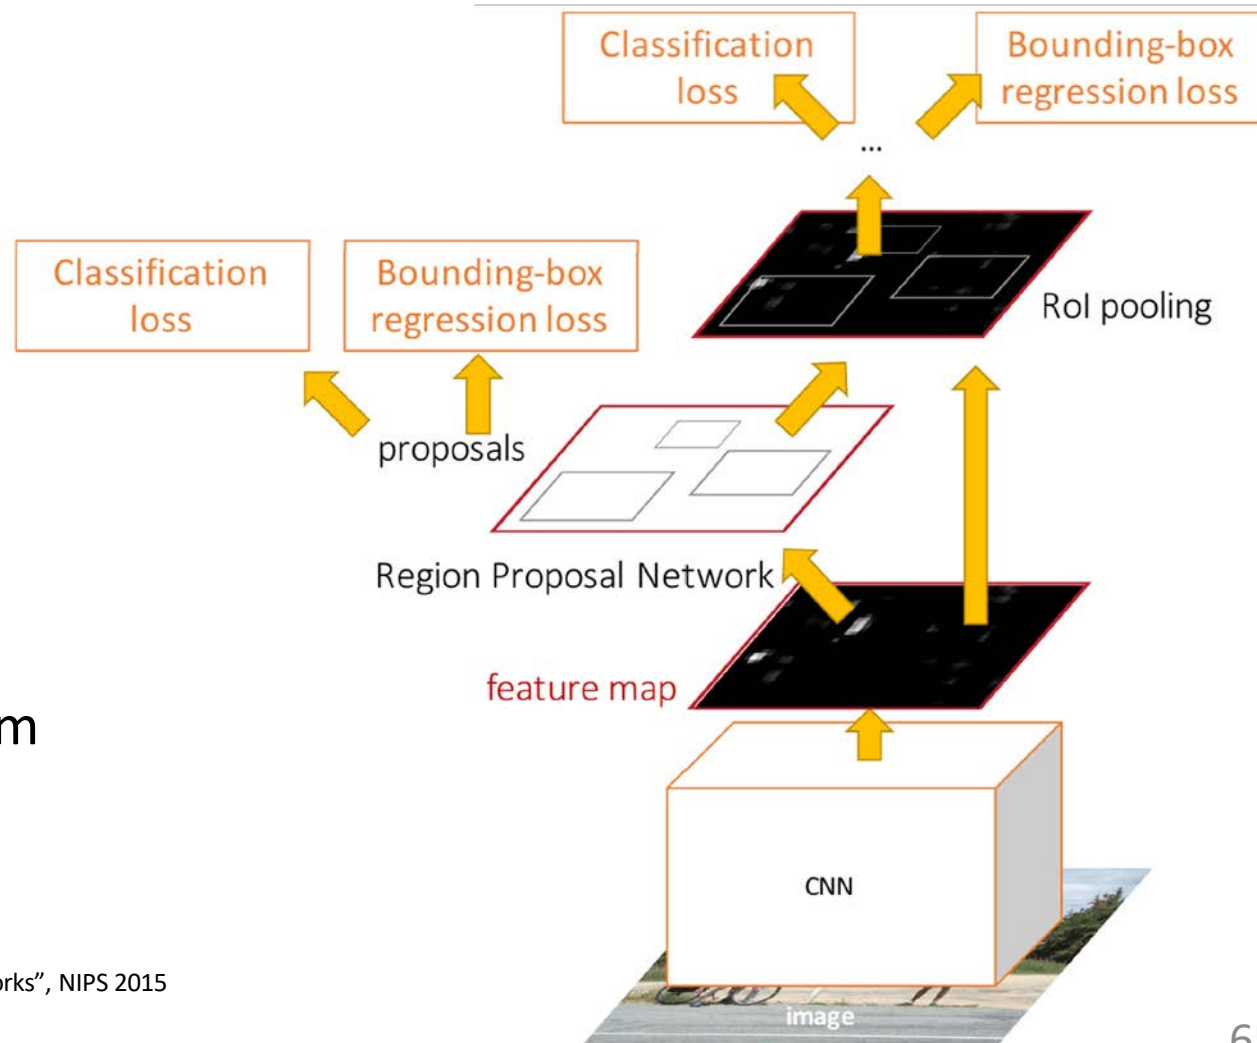 Classification
loss
Bounding-box
regression loss
...
Classification
loss
Bounding-box
regression loss
RoI pooling
proposals
Region Proposal Network
feature map
m
CNN
orks”, NIPS 2015
image
6